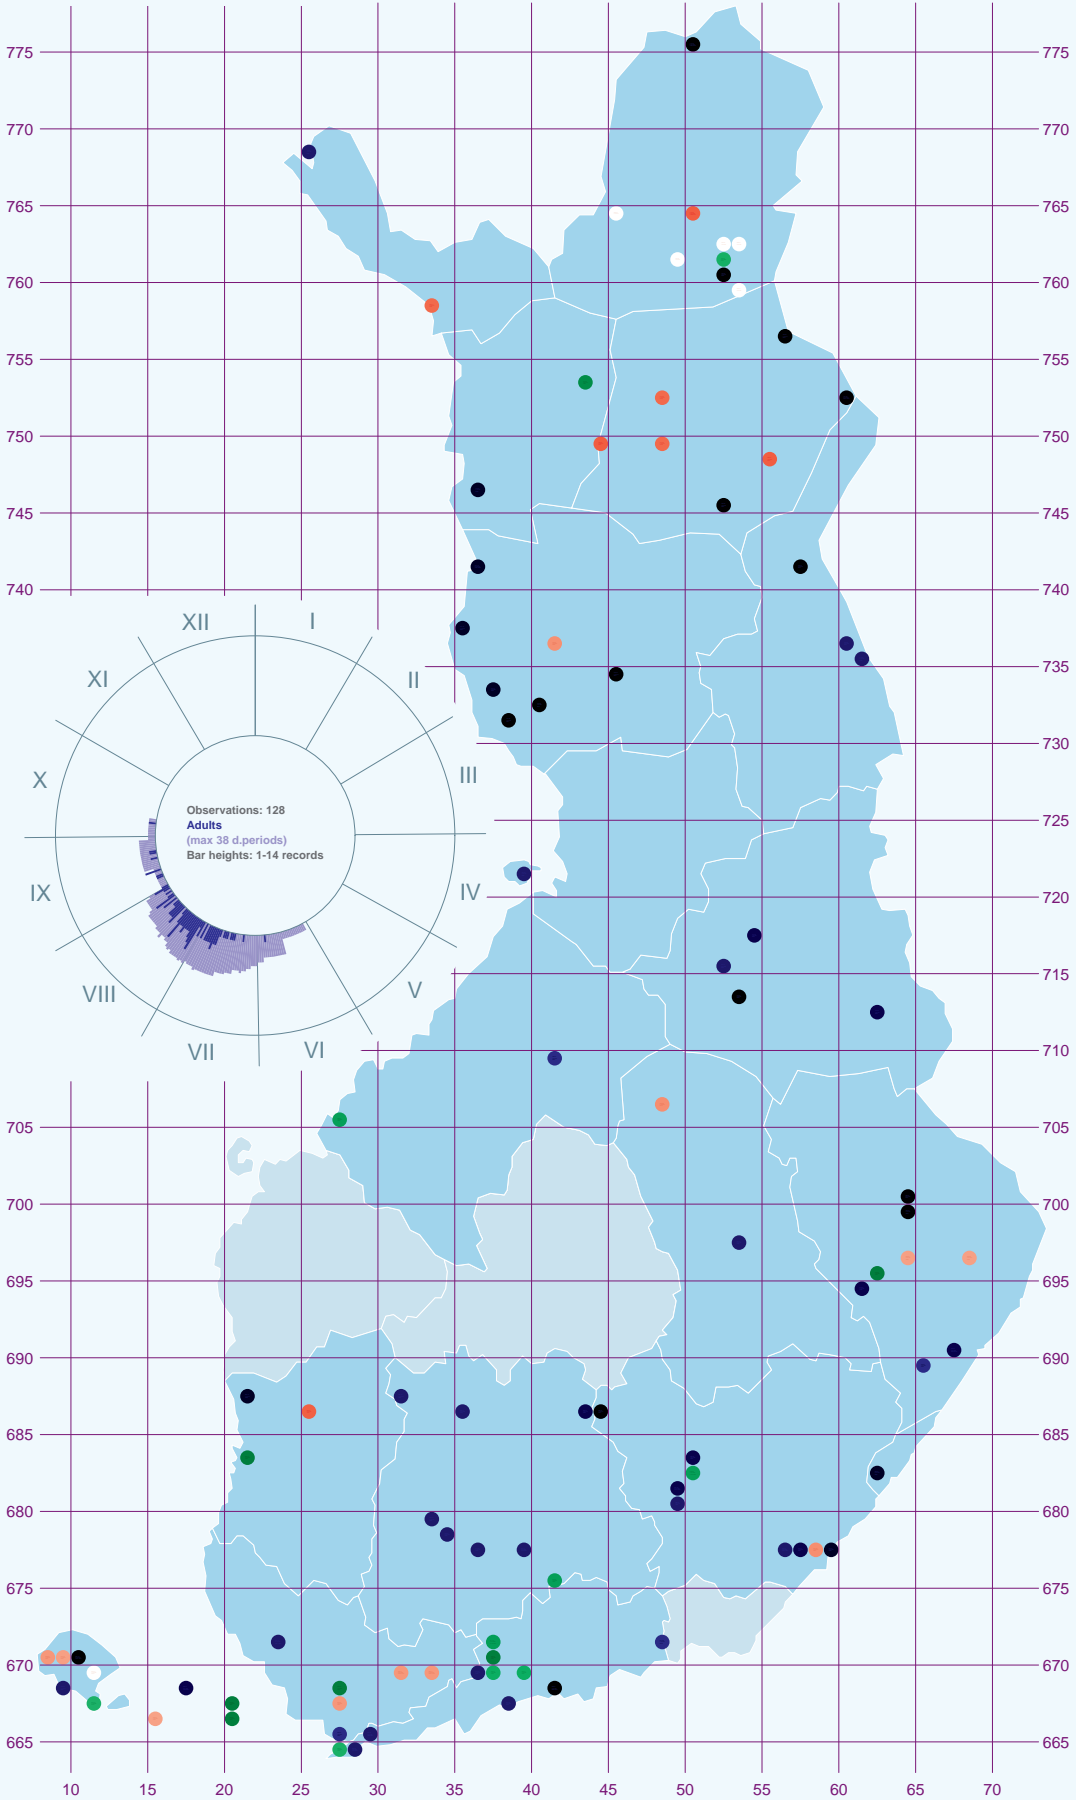 775 775
770 770
765 765
760 760
755 755
750 750
745 745
740 740
XII I
XI II
735
730
X III
Observations: 128
Adults
(max 38 d.periods)
Bar heights: 1-14 records
725
IX IV
720
VIII V
715
VII VI
710
705 705
700 700
695 695
690 690
685 685
680 680
675 675
670 670
665 665
10 15 20 25 30 35 40 45 50 55 60 65 70